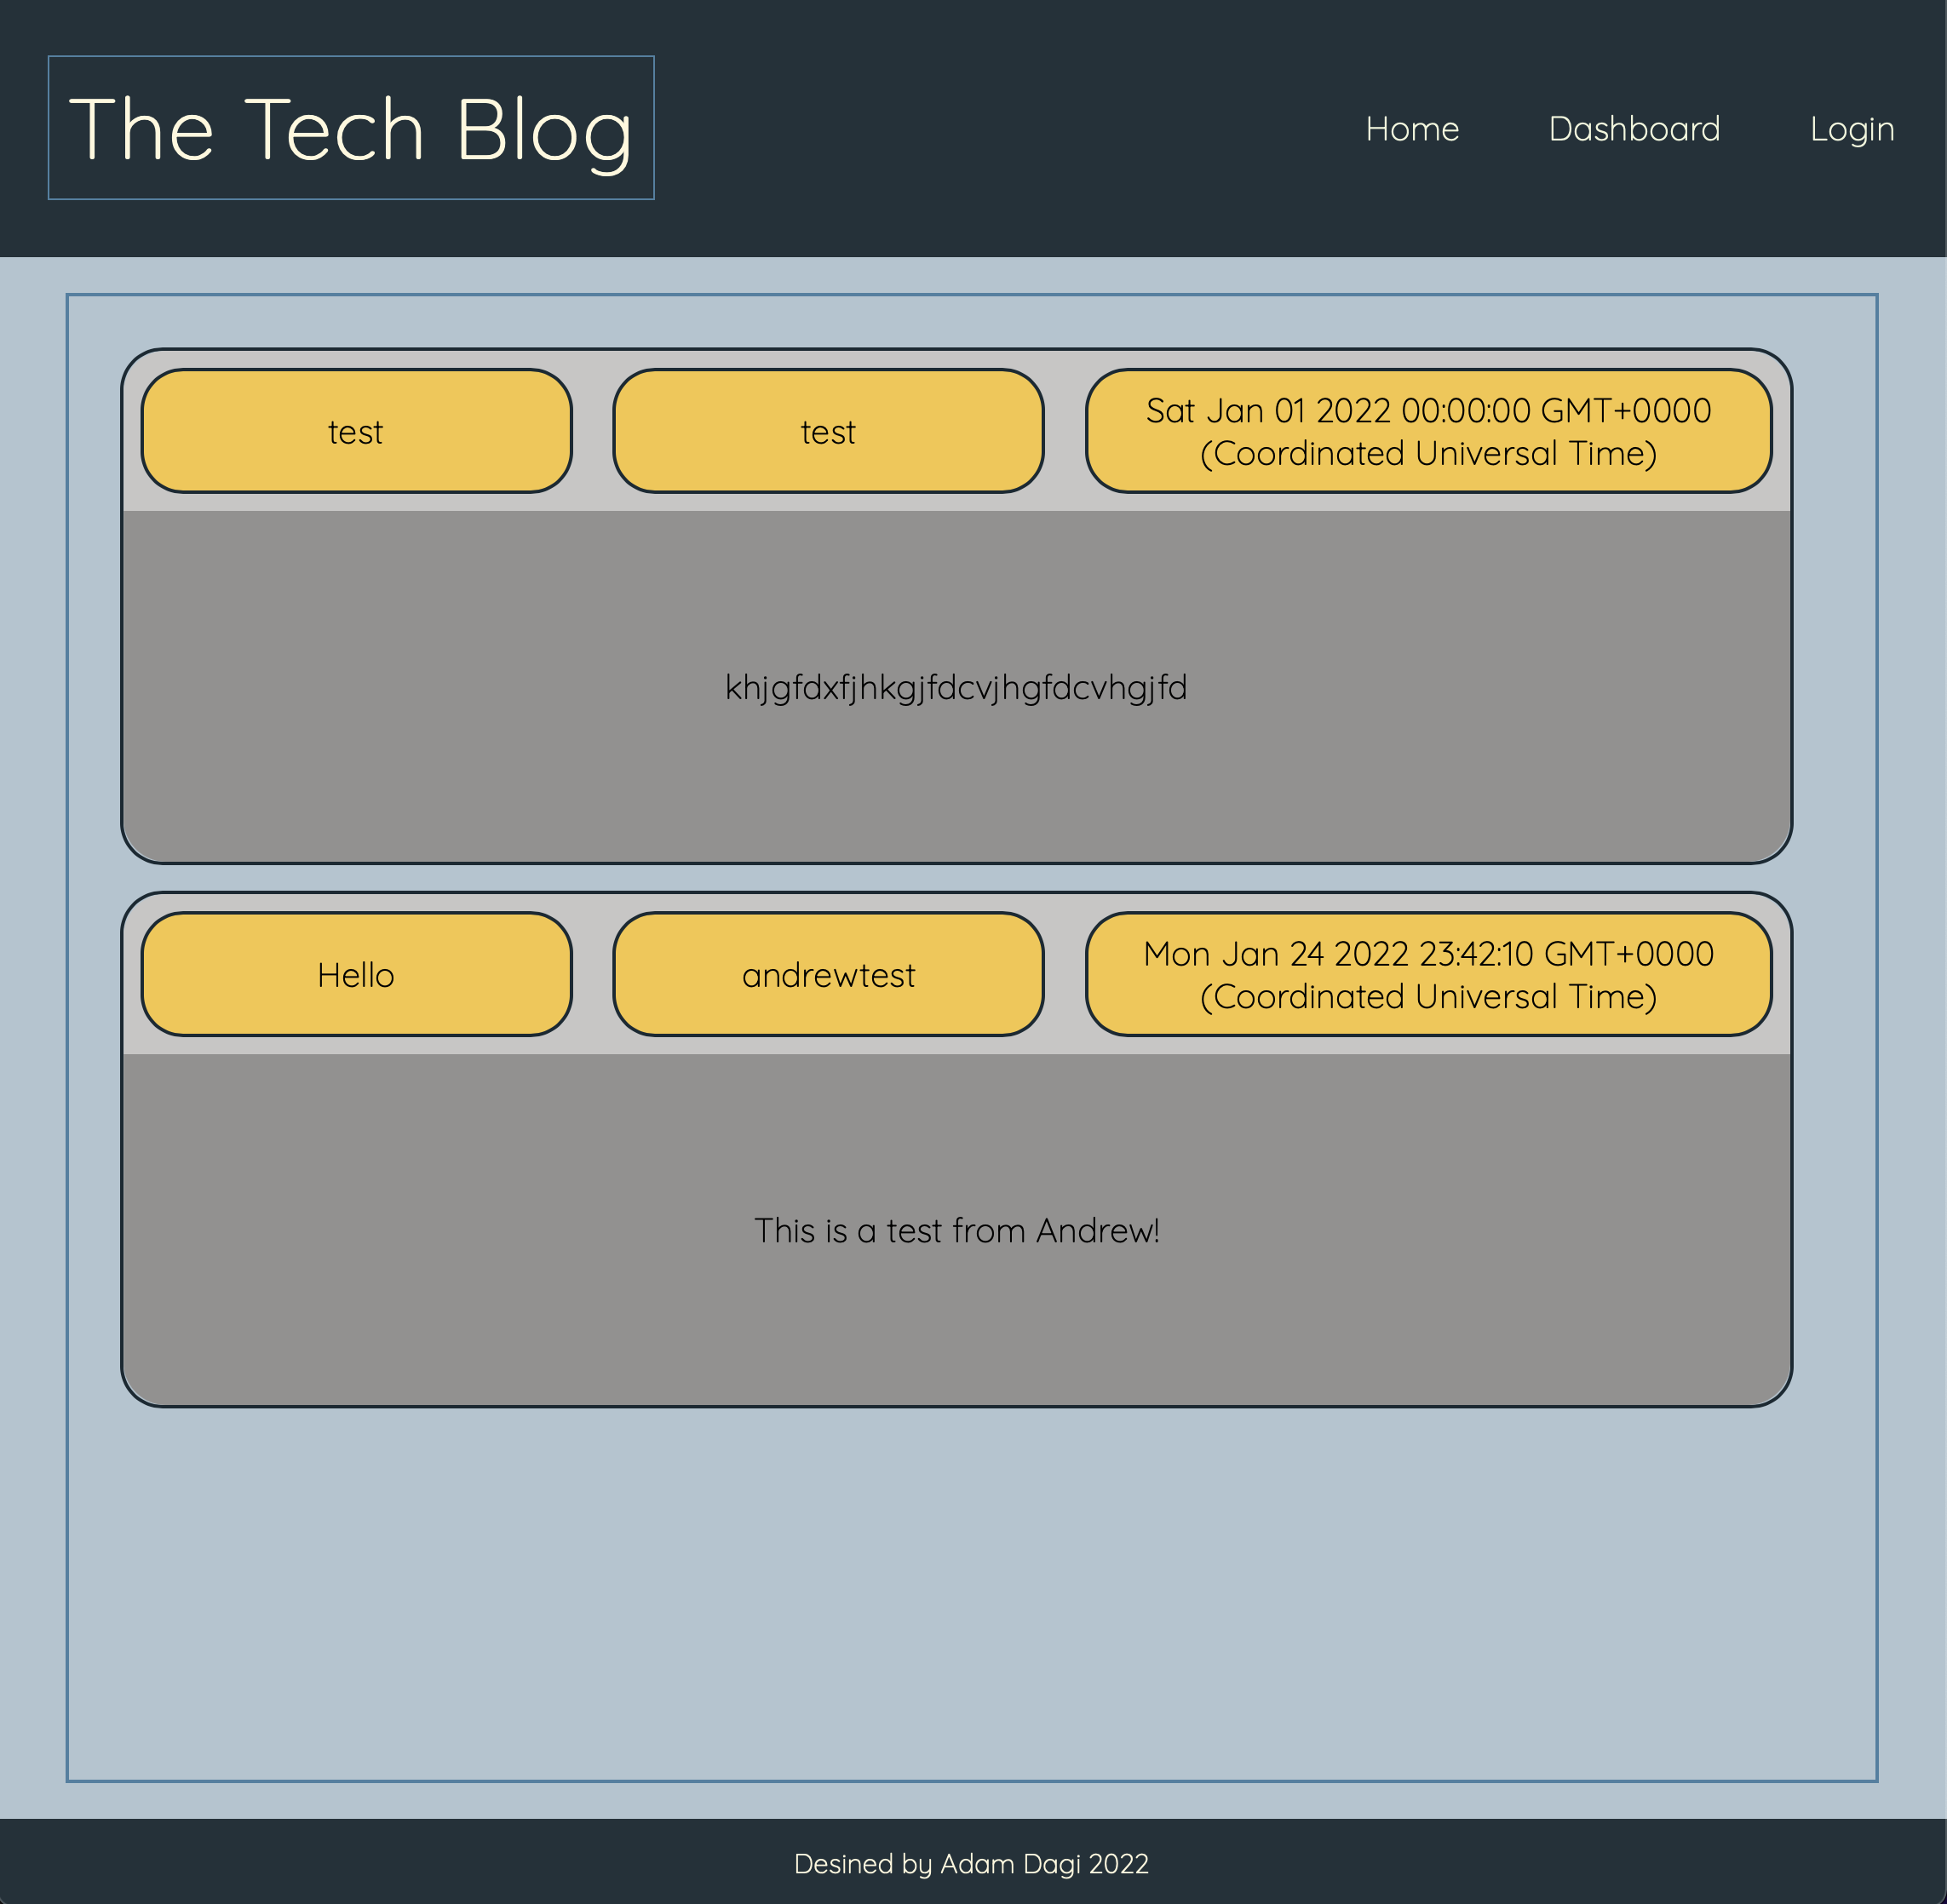 The Tech Blog
Home
Dashboard
Login
test
test
Sat Jan 01 2022 00:00:00 GMT+0000
(Coordinated Universal Time)
khjgfdxfjhkgjfdcvjhgfdcvhgjfd
Hello
andrewtest
Mon Jan 24 2022 23:42:10 GMT+0000
(Coordinated Universal Time)
This is a test from Andrew!
Desined by Adam Dagi 2022